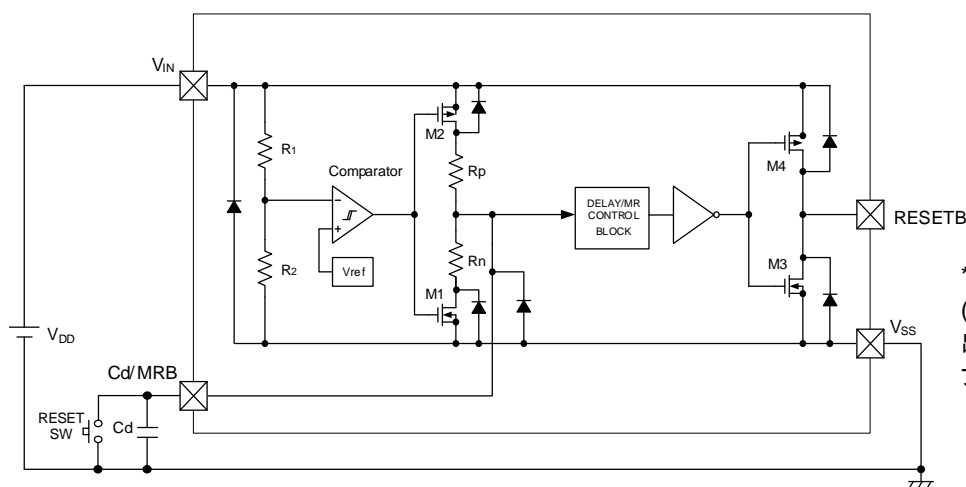 VIN
R1
R2
Comparator
Vref
M2
Rp
Rn
M1
DELAY/MR
CONTROL
BLOCK
M4
M3
RESETB
VSS
VDD
Cd/MRB
RESET
SW
Cd
*
(